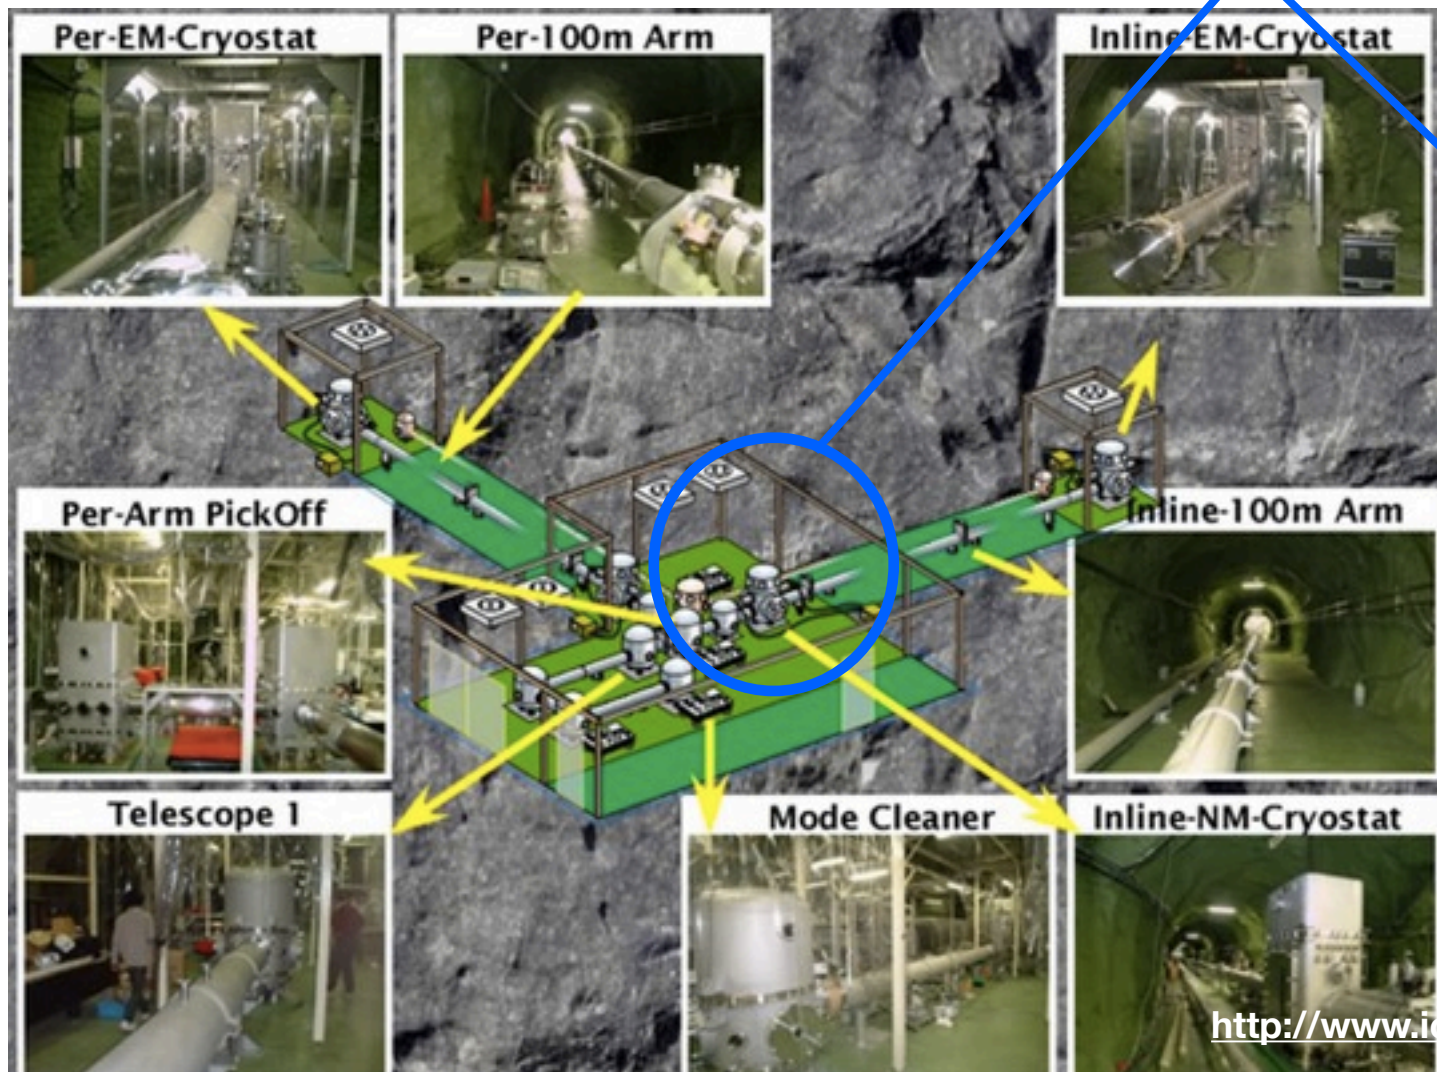 Per-EM-Cryostat
Per-100m Arm
Inline-EM-Cryostat
Per-Arm PickOff
Inline-100m Arm
Telescope 1
Mode Cleaner
Inline-NM-Cryostat
http://www.ic